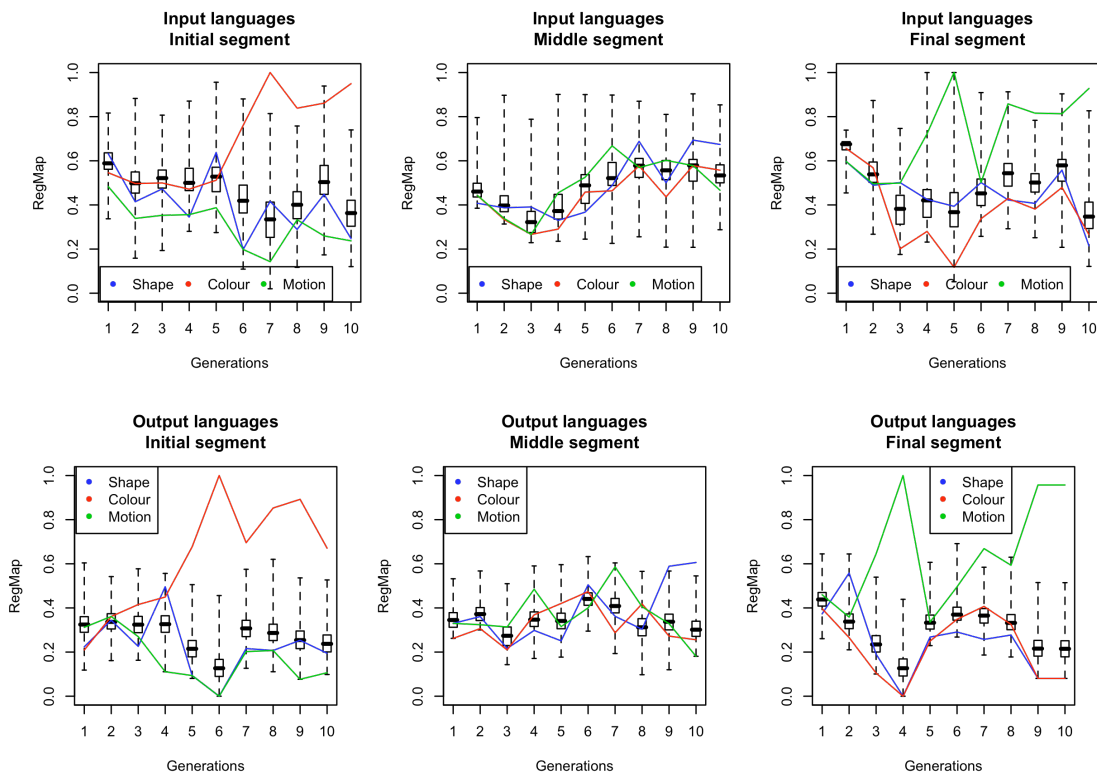 Input languages
Initial segment
RegMap
1.0
0.8
0.6
0.4
0.2
0.0
Shape Colour Motion
1 2 3 4 5 6 7 8 9 10
Generations
Input languages
Middle segment
RegMap
1.0
0.8
0.6
0.4
0.2
0.0
Shape Colour Motion
1 2 3 4 5 6 7 8 9 10
Generations
Input languages
Final segment
RegMap
1.0
0.8
0.6
0.4
0.2
0.0
Shape Colour Motion
1 2 3 4 5 6 7 8 9 10
Generations
Output languages
Initial segment
RegMap
1.0
0.8
0.6
0.4
0.2
0.0
Shape
Colour
Motion
1 2 3 4 5 6 7 8 9 10
Generations
Output languages
Middle segment
RegMap
1.0
0.8
0.6
0.4
0.2
0.0
Shape
Colour
Motion
1 2 3 4 5 6 7 8 9 10
Generations
Output languages
Final segment
RegMap
1.0
0.8
0.6
0.4
0.2
0.0
Shape
Colour
Motion
1 2 3 4 5 6 7 8 9 10
Generations